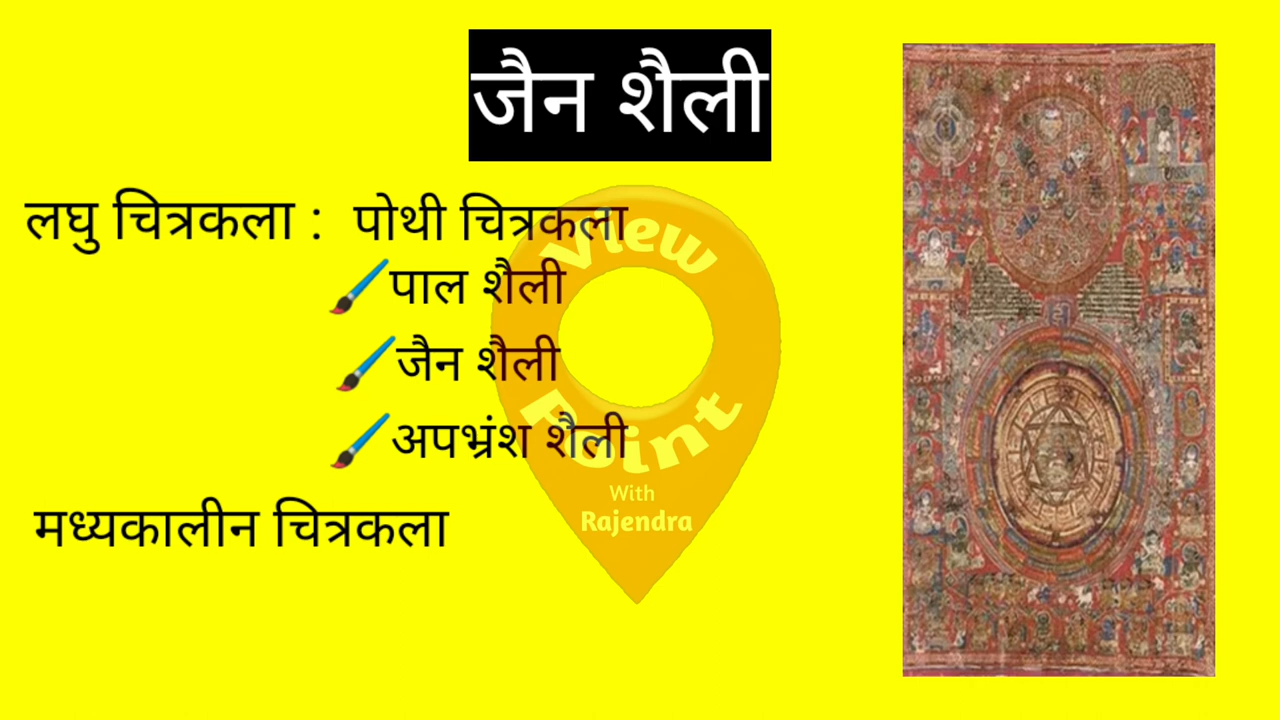 जैन शैली
लघु चित्रकला : पोथी चित्रकला
पाल शैली
जैन शैली
अपभ्रंश शैली
मध्यकालीन चित्रकला
View
Point
With
Rajendra